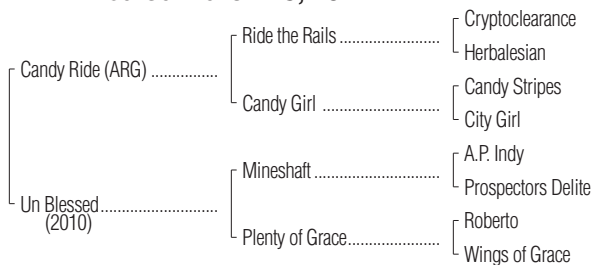 Cryptoclearance
Ride the Rails
Herbalesian
Candy Ride (ARG)
Candy Stripes
Candy Girl
City Girl
A.P. Indy
Mineshaft
Prospectors Delite
Un Blessed
(2010)
Roberto
Plenty of Grace
Wings of Grace